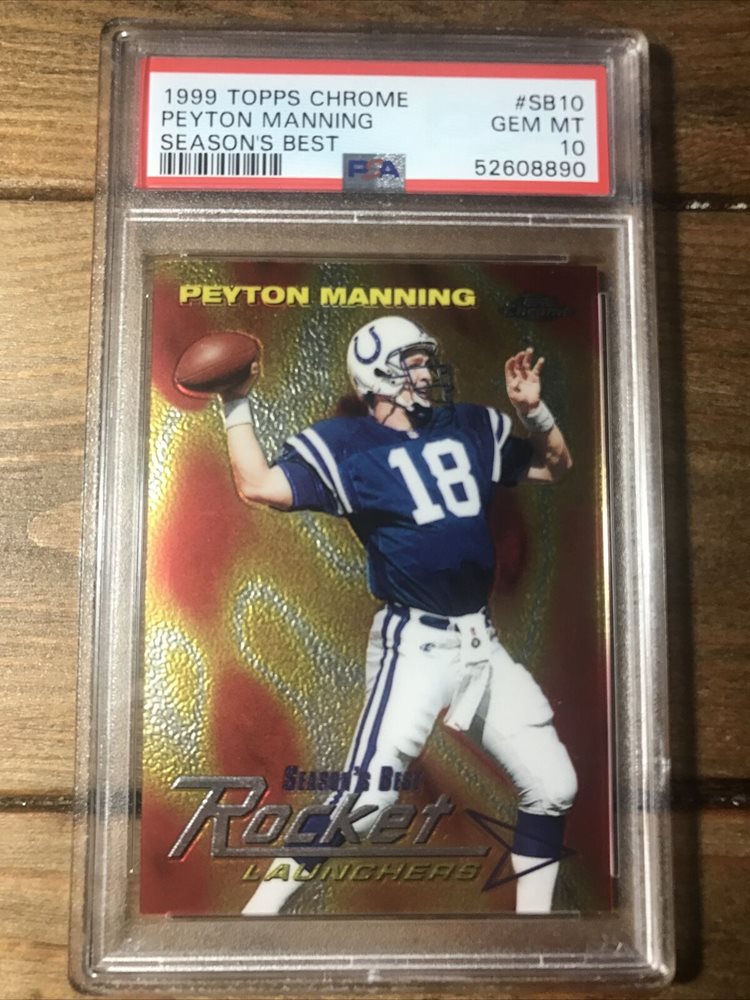 1999 TOPPS CHROME #SB10
PEYTON MANNING GEM MT
SEASON'S BEST 10
PSA 52608890
PEYTON MANNING
Chrome
18
SEASON'S BEST
Rocket
LAUNCHERS